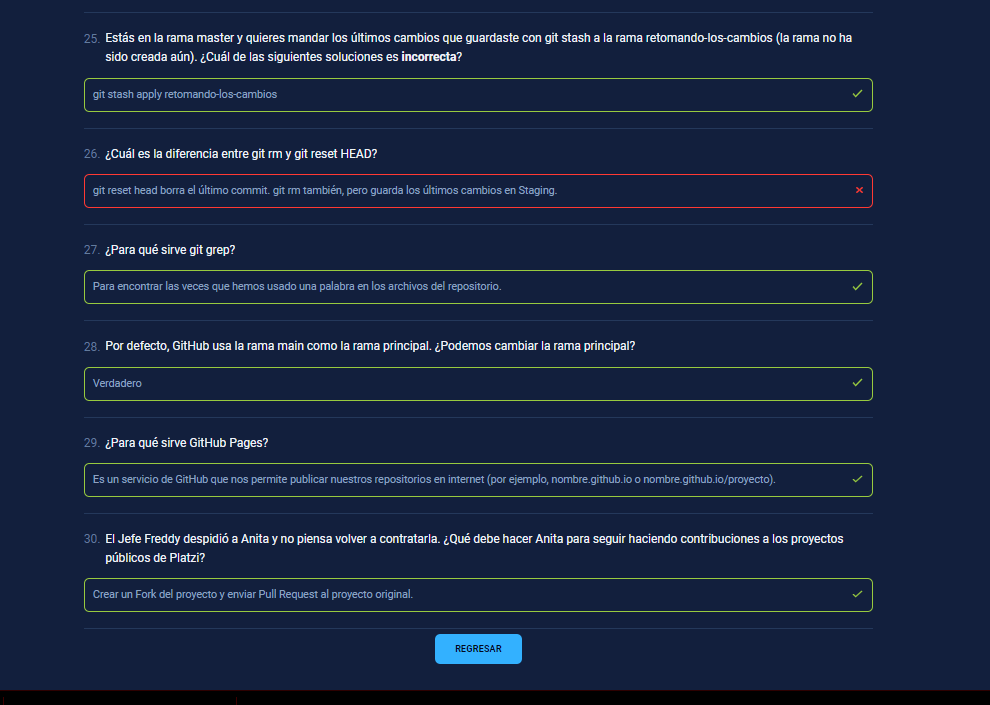 25. Estás en la rama master y quieres mandar los últimos cambios que guardaste con git stash a la rama retomando-los-cambios (la rama no ha
sido creada aún). ¿Cuál de las siguientes soluciones es incorrecta?
git stash apply retomando-los-cambios
26. ¿Cuál es la diferencia entre git rm y git reset HEAD?
git reset head borra el último commit. git rm también, pero guarda los últimos cambios en Staging.
27. ¿Para qué sirve git grep?
Para encontrar las veces que hemos usado una palabra en los archivos del repositorio.
28. Por defecto, GitHub usa la rama main como la rama principal. ¿Podemos cambiar la rama principal?
Verdadero
29. ¿Para qué sirve GitHub Pages?
Es un servicio de GitHub que nos permite publicar nuestros repositorios en internet (por ejemplo, nombre.github.io o nombre.github.io/proyecto).
30. El Jefe Freddy despidió a Anita y no piensa volver a contratarla. ¿Qué debe hacer Anita para seguir haciendo contribuciones a los proyectos
públicos de Platzi?
Crear un Fork del proyecto y enviar Pull Request al proyecto original.
REGRESAR